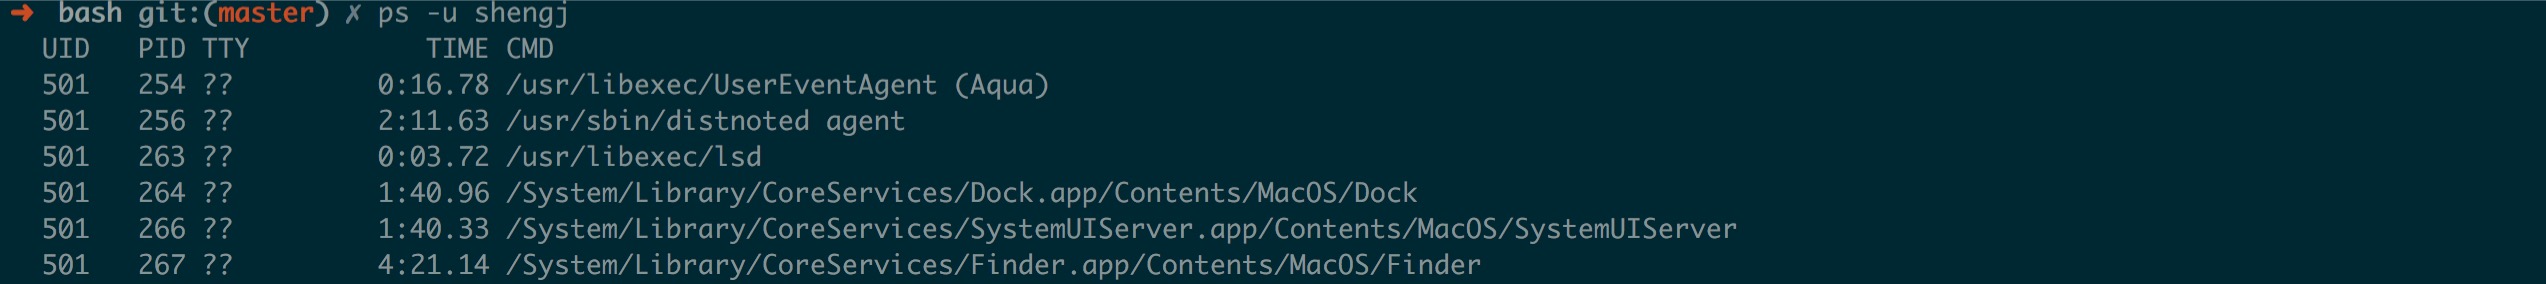 ➜  bash git:(master) ✗ ps -u shengj
  UID   PID TTY           TIME CMD
  501   254 ??         0:16.78 /usr/libexec/UserEventAgent (Aqua)
  501   256 ??         2:11.63 /usr/sbin/distnoted agent
  501   263 ??         0:03.72 /usr/libexec/lsd
  501   264 ??         1:40.96 /System/Library/CoreServices/Dock.app/Contents/MacOS/Dock
  501   266 ??         1:40.33 /System/Library/CoreServices/SystemUIServer.app/Contents/MacOS/SystemUIServer
  501   267 ??         4:21.14 /System/Library/CoreServices/Finder.app/Contents/MacOS/Finder